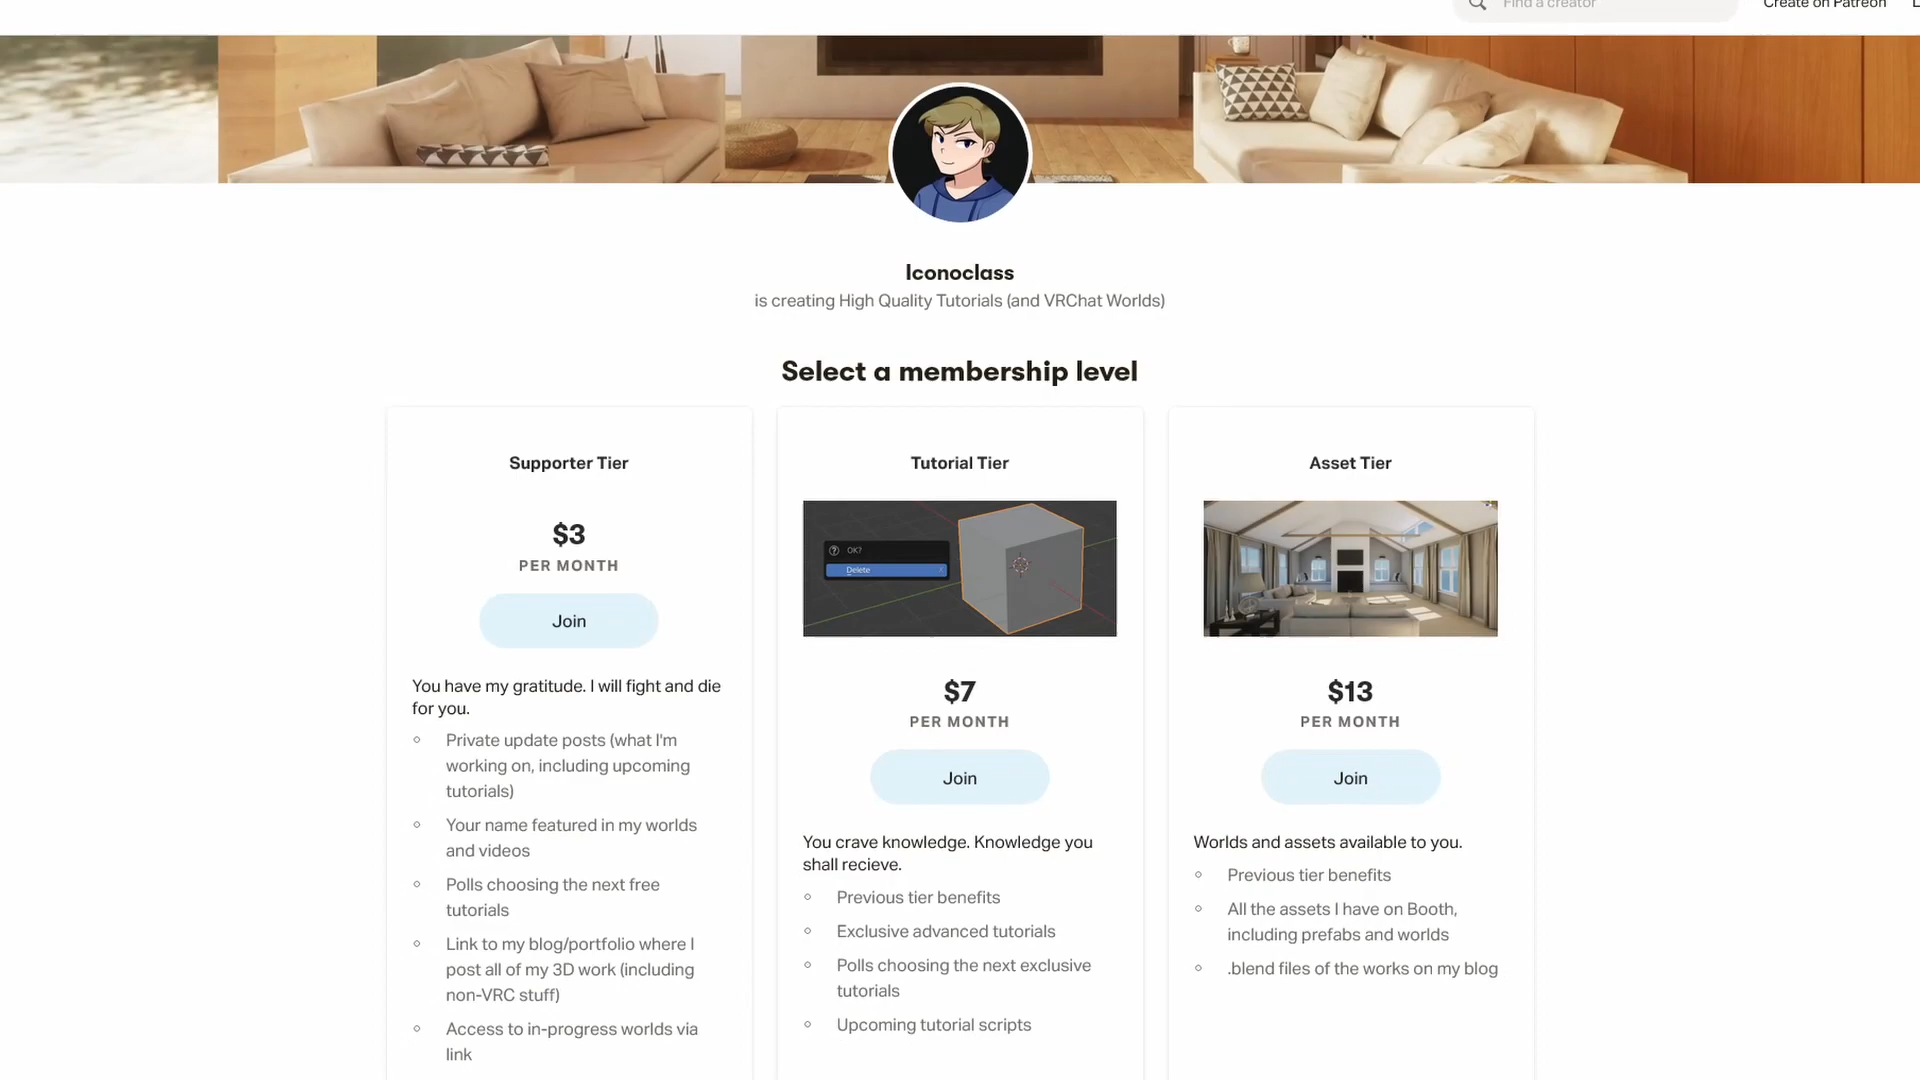 Find a creator
Create on Patreon
Iconoclass
is creating High Quality Tutorials (and VRChat Worlds)
Select a membership level
Supporter Tier
$3
PER MONTH
Join
You have my gratitude. I will fight and die
for you.
Private update posts (what I'm
working on, including upcoming
tutorials)
Your name featured in my worlds
and videos
Polls choosing the next free
tutorials
Link to my blog/portfolio where I
post all of my 3D work (including
non-VRC stuff)
Access to in-progress worlds via
link
Tutorial Tier
OK?
Delete
$7
PER MONTH
Join
You crave knowledge. Knowledge you
shall recieve.
Previous tier benefits
Exclusive advanced tutorials
Polls choosing the next exclusive
tutorials
Upcoming tutorial scripts
Asset Tier
$13
PER MONTH
Join
Worlds and assets available to you.
Previous tier benefits
All the assets I have on Booth,
including prefabs and worlds
.blend files of the works on my blog